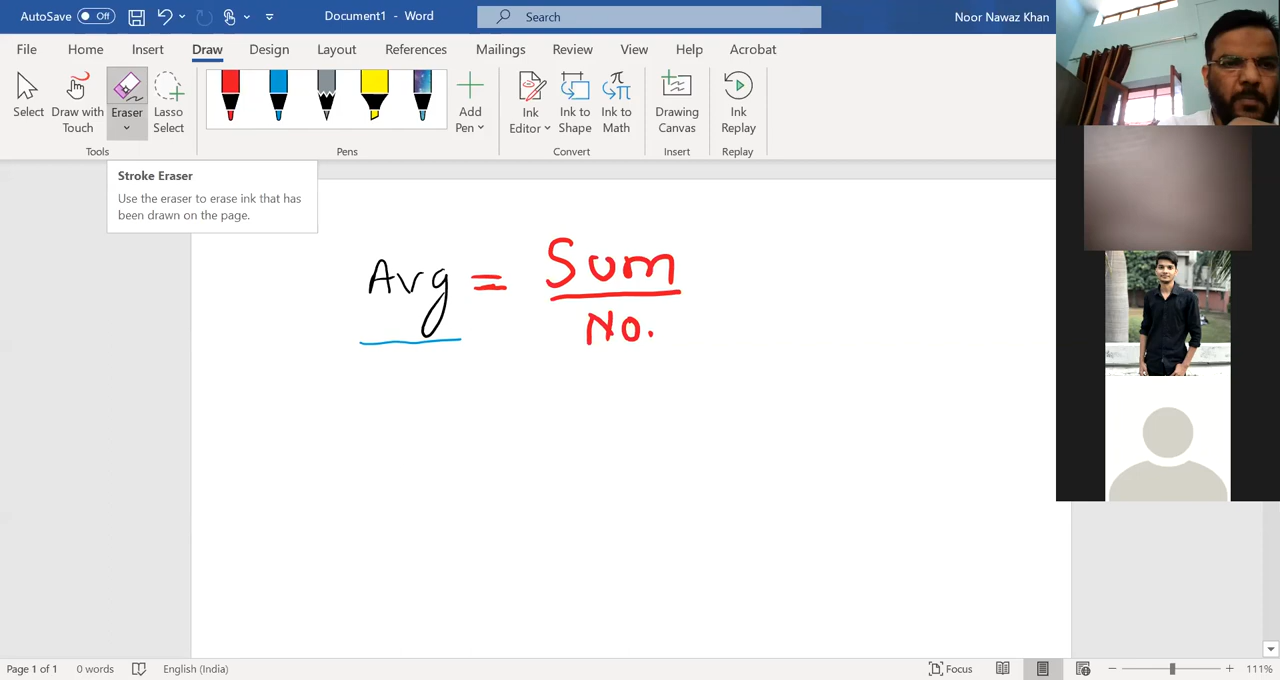 AutoSave Off Document1 - Word Search Noor Nawaz Khan
File Home Insert Draw Design Layout References Mailings Review View Help Acrobat
Select Draw with Touch Eraser Lasso Select Add Pen Ink Editor Ink to Shape Ink to Math Drawing Canvas Ink Replay
Tools Pens Convert Insert Replay
Stroke Eraser
Use the eraser to erase ink that has
been drawn on the page.
Avg = Sum
No.
Page 1 of 1 0 words English (India) Focus 111%